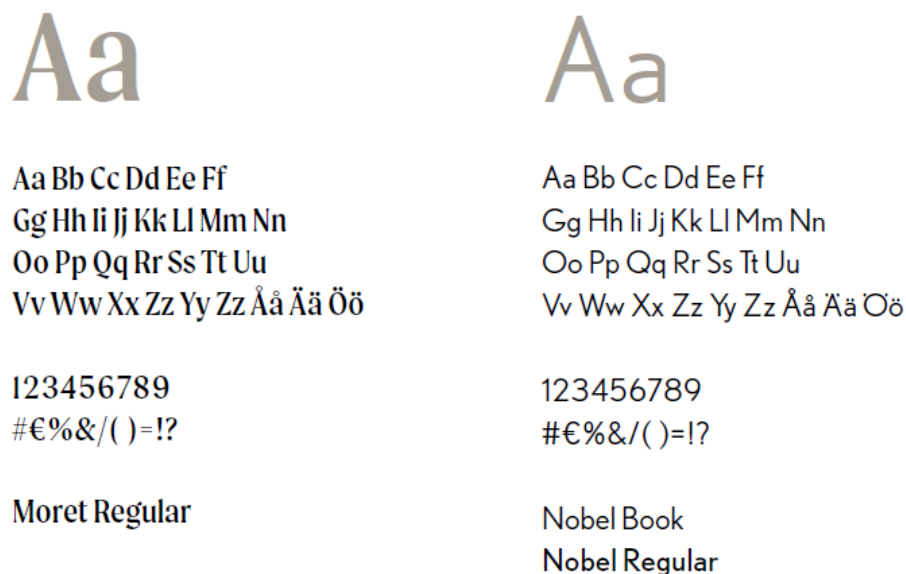 Aa
Aa Bb Cc Dd Ee Ff
Gg Hh Ii Jj Kk Ll Mm Nn
Oo Pp Qq Rr Ss Tt Uu
Vv Ww Xx Zz Yy Zz Åå Ää Öö
123456789
#€%&/( )=!?
Moret Regular
Aa
Aa Bb Cc Dd Ee Ff
Gg Hh Ii Jj Kk Ll Mm Nn
Oo Pp Qq Rr Ss Tt Uu
Vv Ww Xx Zz Yy Zz Åå Ää Öö
123456789
#€%&/( )=!?
Nobel Book
Nobel Regular